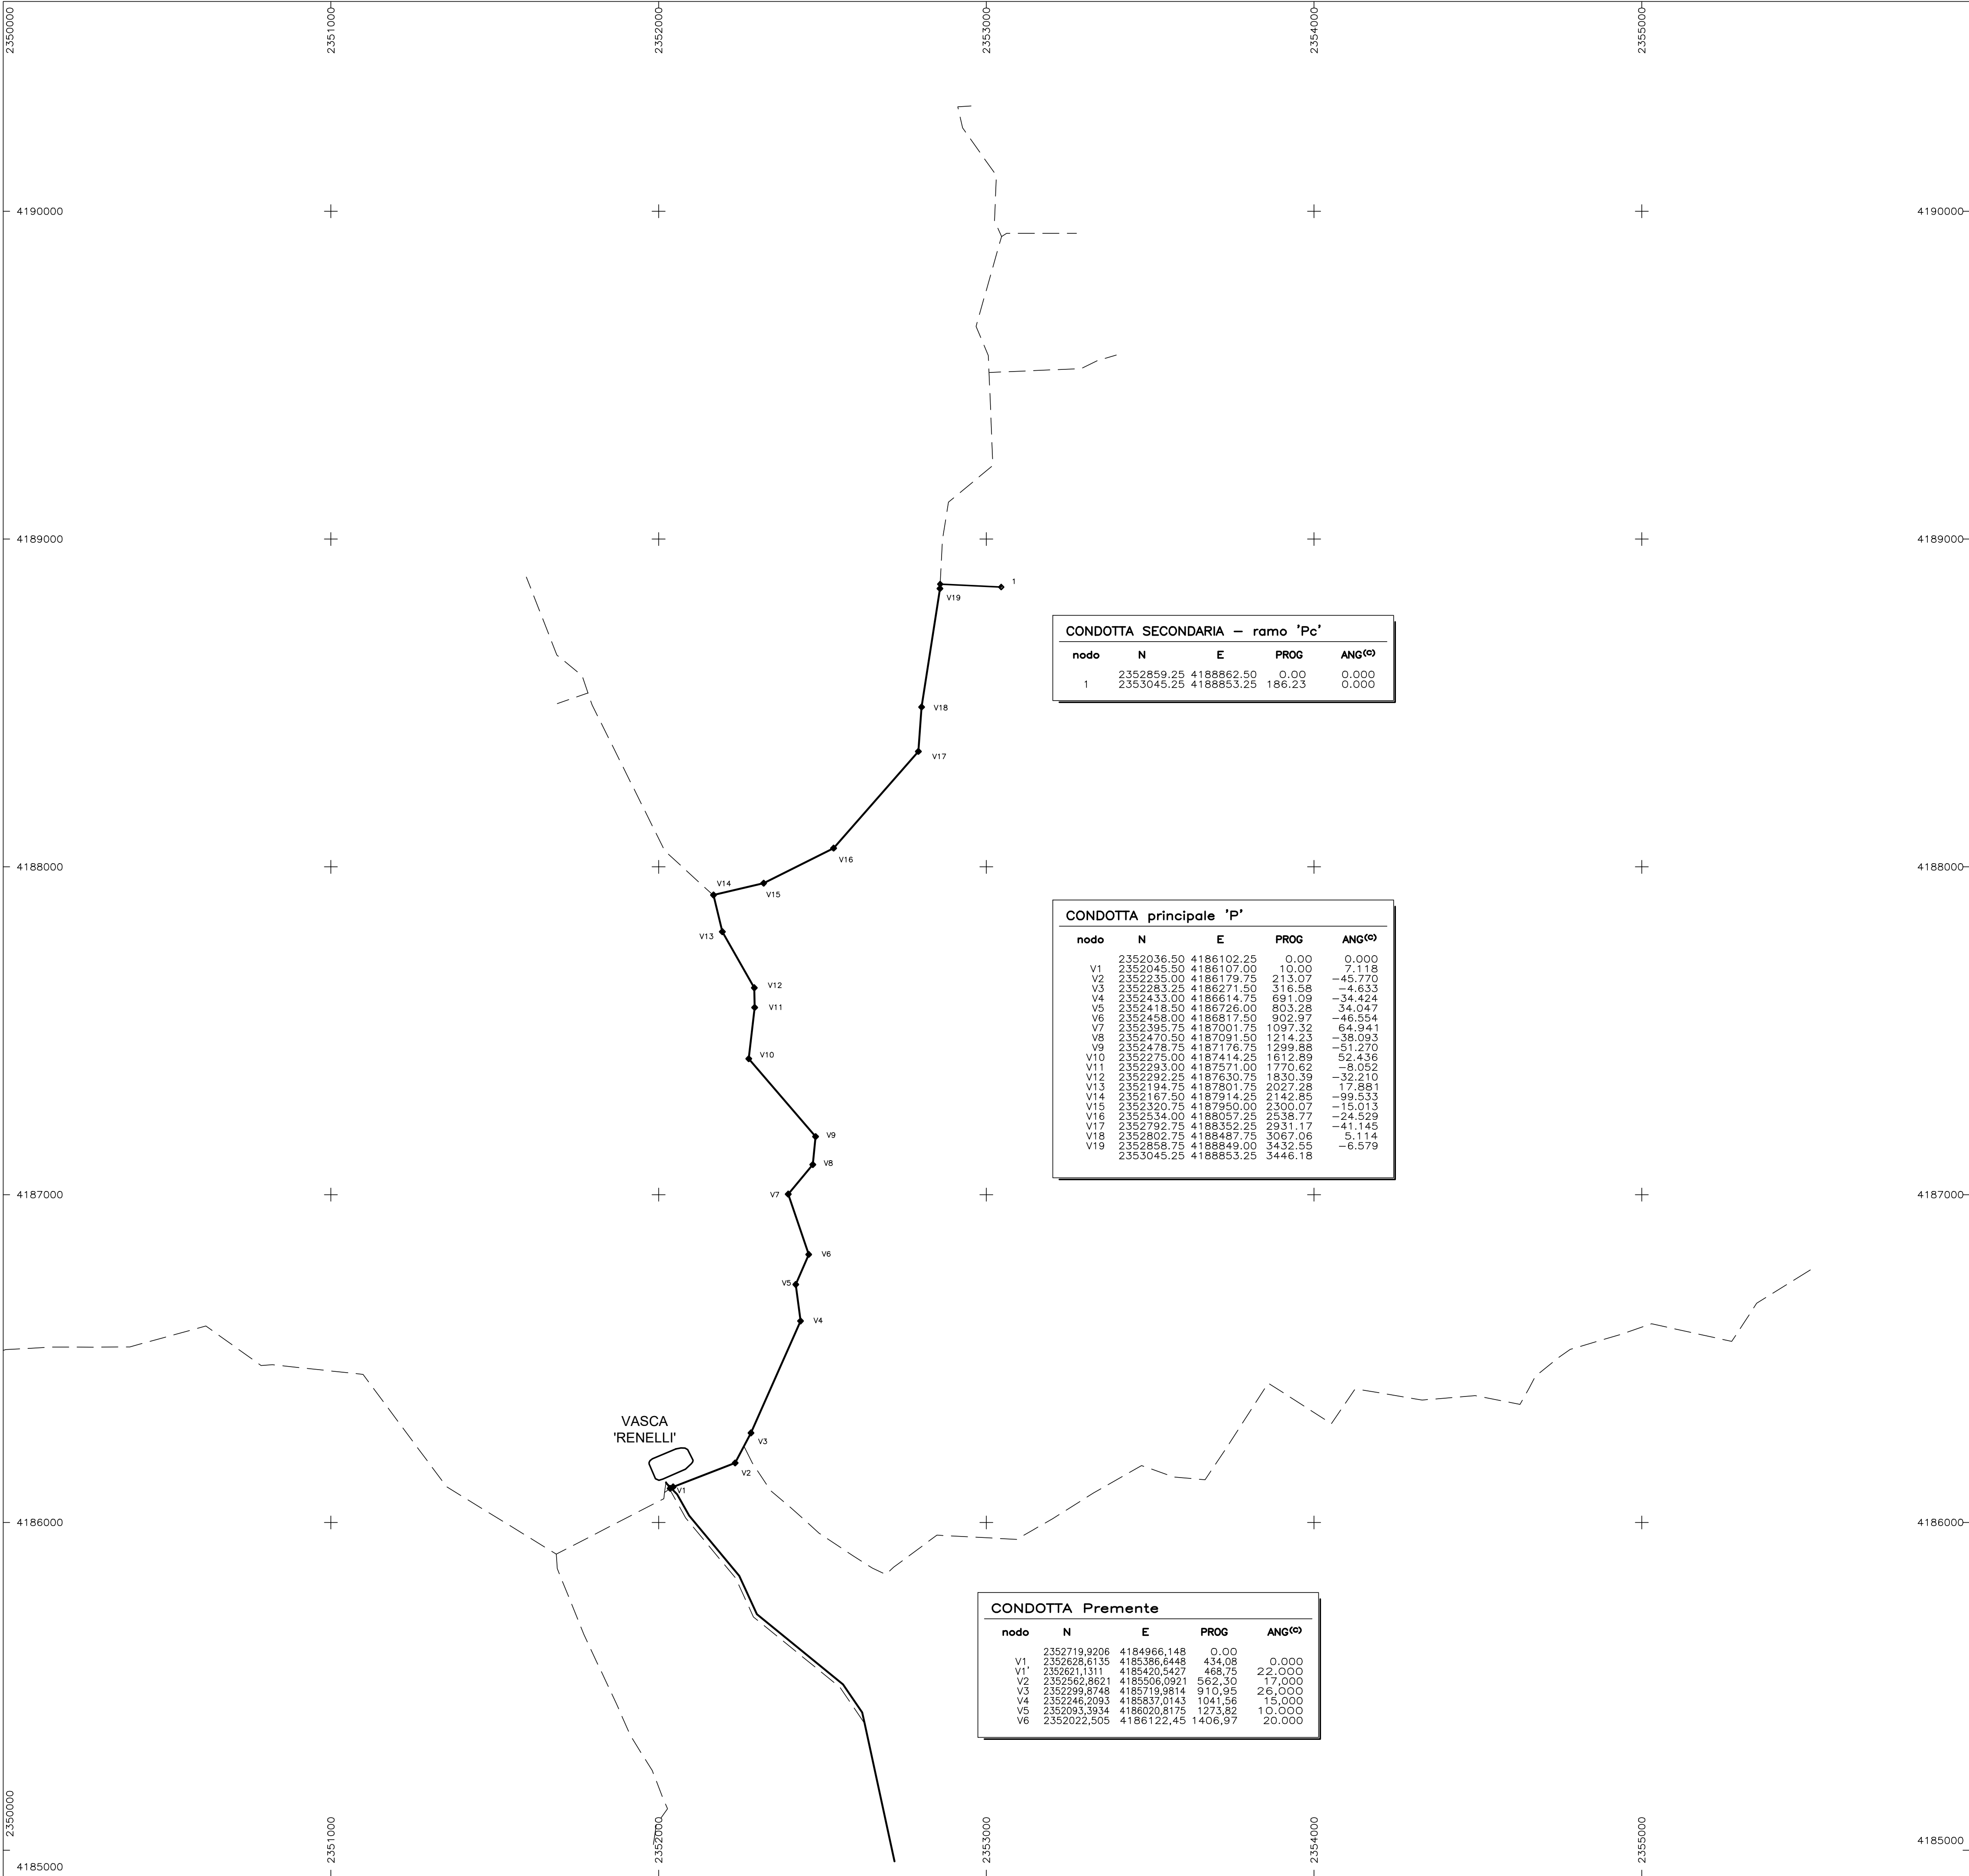 2350000
2351000
2352000
2353000
2354000
2355000
4190000
4190000
4189000
4189000
1
V19
CONDOTTA SECONDARIA – ramo 'Pc'
nodo N E PROG ANG(C)
2352859.25 4188862.50 0.00 0.000
1 2353045.25 4188853.25 186.23 0.000
V18
V17
V16
4188000
4188000
V14
V15
V13
CONDOTTA principale 'P'
nodo N E PROG ANG(C)
2352036.50 4186102.25 0.00 0.000
V1 2352045.50 4186107.00 10.00 7.118
V2 2352235.00 4186179.75 213.07 −45.770
V3 2352283.25 4186271.50 316.58 −4.633
V4 2352433.00 4186614.75 691.09 −34.424
V5 2352418.50 4186726.00 803.28 34.047
V6 2352458.00 4186817.50 902.97 −46.554
V7 2352395.75 4187001.75 1097.32 64.941
V8 2352470.50 4187091.50 1214.23 −38.093
V9 2352478.75 4187176.75 1299.88 −51.270
V10 2352275.00 4187414.25 1612.89 52.436
V11 2352293.00 4187571.00 1770.62 −8.052
V12 2352292.25 4187630.75 1830.39 −32.210
V13 2352194.75 4187801.75 2027.28 17.881
V14 2352167.50 4187914.25 2142.85 −99.533
V15 2352320.75 4187950.00 2300.07 −15.013
V16 2352534.00 4188057.25 2538.77 −24.529
V17 2352792.75 4188352.25 2931.17 −41.145
V18 2352802.75 4188487.75 3067.06 5.114
V19 2352858.75 4188849.00 3432.55 −6.579
2353045.25 4188853.25 3446.18
V12
V11
V10
V9
V8
V7
4187000
4187000
V6
V5
V4
VASCA
'RENELLI'
V3
V2
V1
4186000
4186000
CONDOTTA Premente
nodo N E PROG ANG(C)
2352719,9206 4184966,148 0.00
V1 2352628,6135 4185386,6448 434,08 0.000
V1' 2352621,1311 4185420,5427 468,75 22.000
V2 2352562,8621 4185506,0921 562,30 17,000
V3 2352299,8748 4185719,9814 910,95 26,000
V4 2352246,2093 4185837,0143 1041,56 15,000
V5 2352093,3934 4186020,8175 1273,82 10.000
V6 2352022,505 4186122,45 1406,97 20.000
4185000
4185000
2350000
2351000
2352000
2353000
2354000
2355000